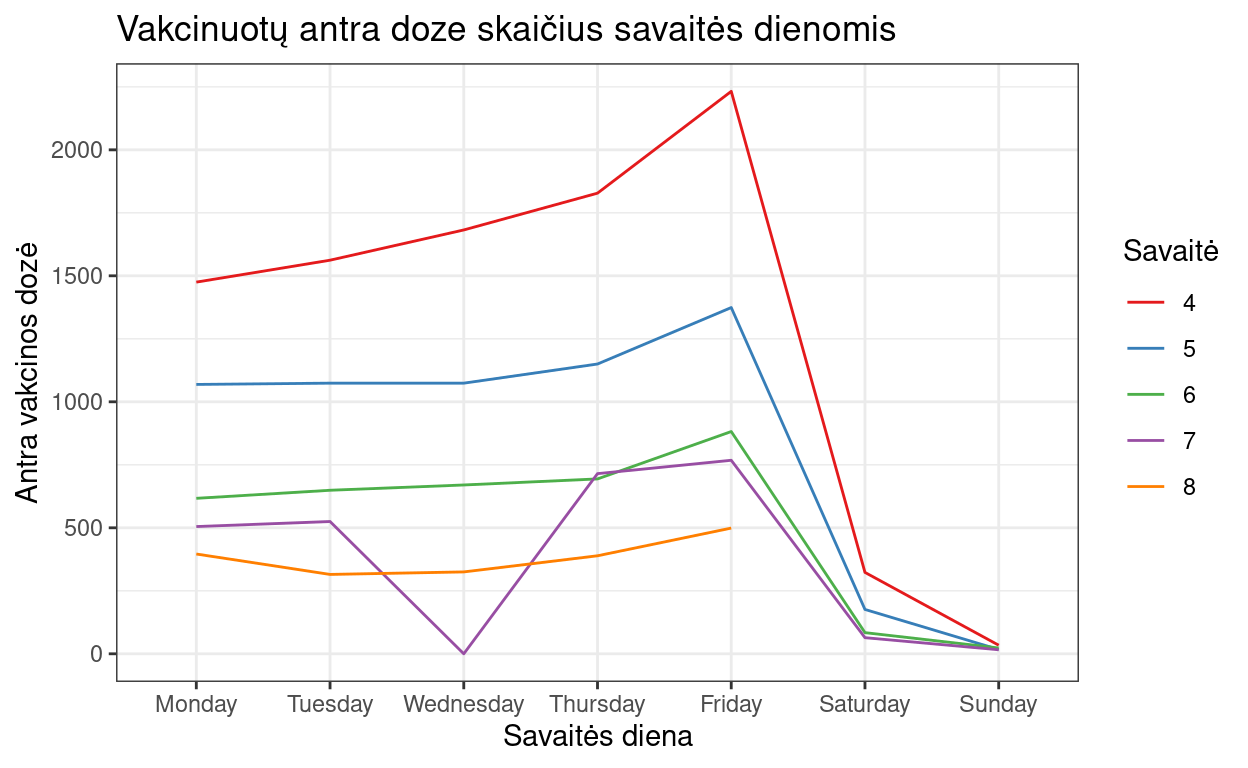 Vakcinuotų antra doze skaičius savaitės dienomis
Antra vakcinos dozė
2000
1500
1000
500
0
Monday
Tuesday
Wednesday
Thursday
Friday
Saturday
Sunday
Savaitės diena
Savaitė
4
5
6
7
8